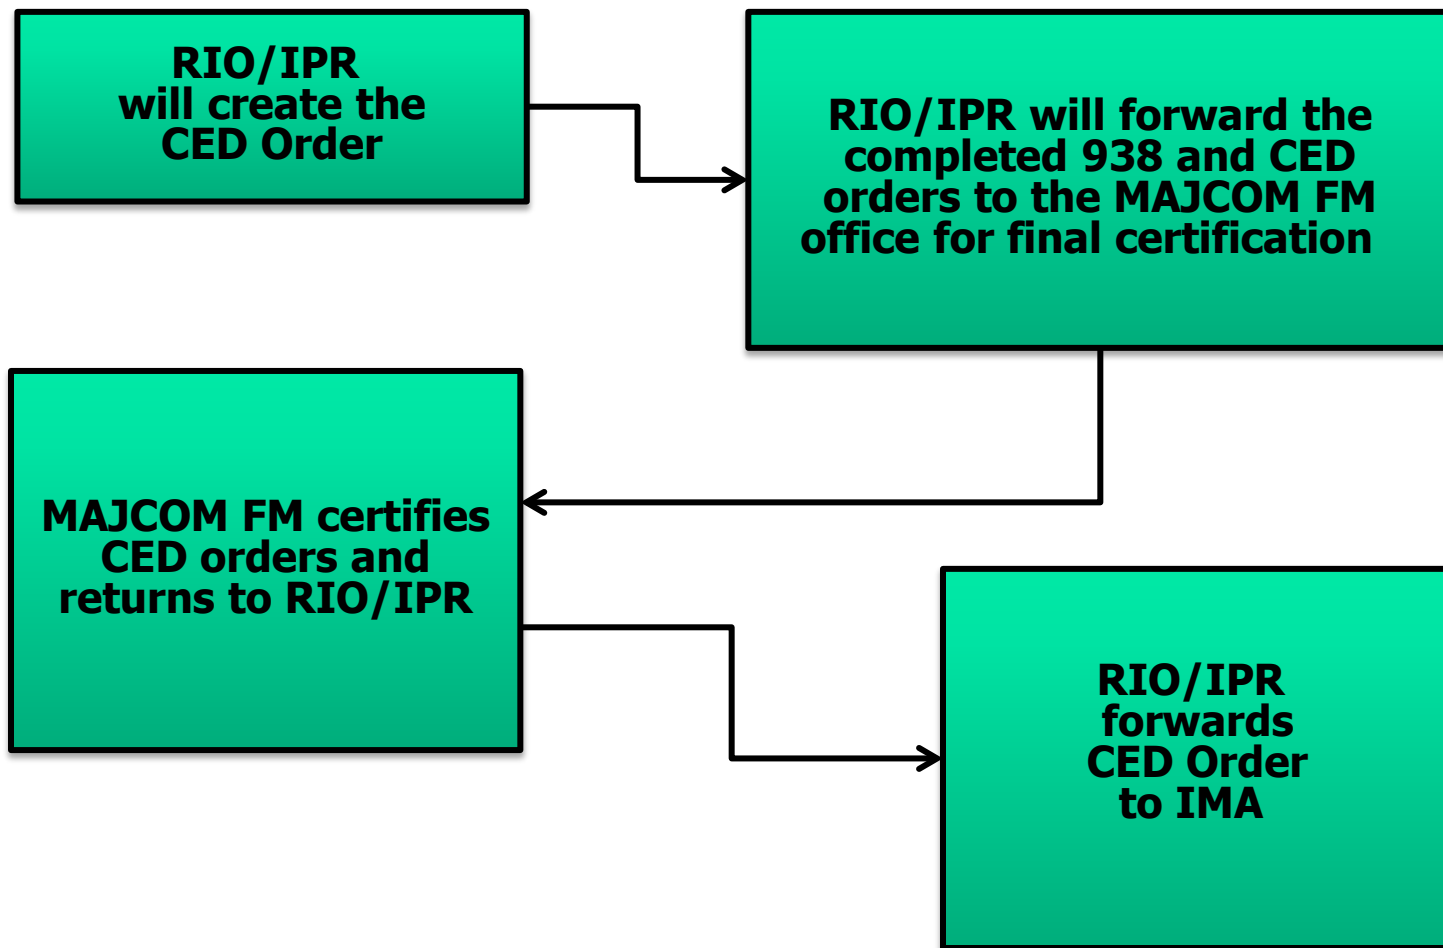 RIO/IPR
will create the
CED Order
RIO/IPR will forward the
completed 938 and CED
orders to the MAJCOM FM
office for final certification
MAJCOM FM certifies
CED orders and
returns to RIO/IPR
RIO/IPR
forwards
CED Order
to IMA